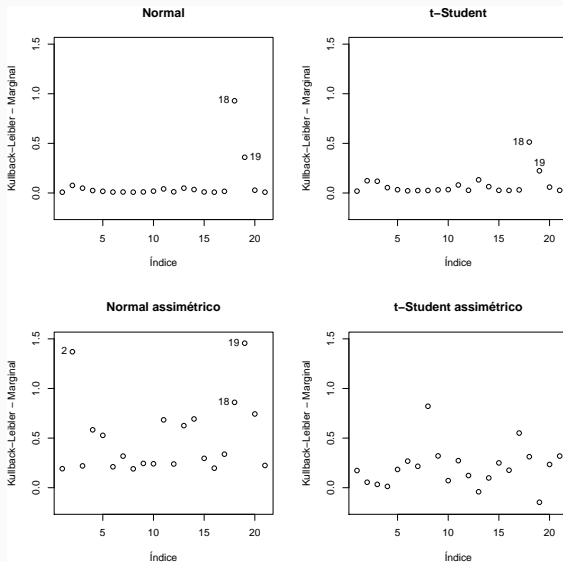 Normal
Kullback−Leibler − Marginal
1.5
1.0
0.5
0.0
18
19
5 10 15 20
Índice
t−Student
Kullback−Leibler − Marginal
1.5
1.0
0.5
0.0
18
19
5 10 15 20
Índice
Normal assimétrico
Kullback−Leibler − Marginal
1.5
1.0
0.5
0.0
2
19
18
5 10 15 20
Índice
t−Student assimétrico
Kullback−Leibler − Marginal
1.5
1.0
0.5
0.0
5 10 15 20
Índice